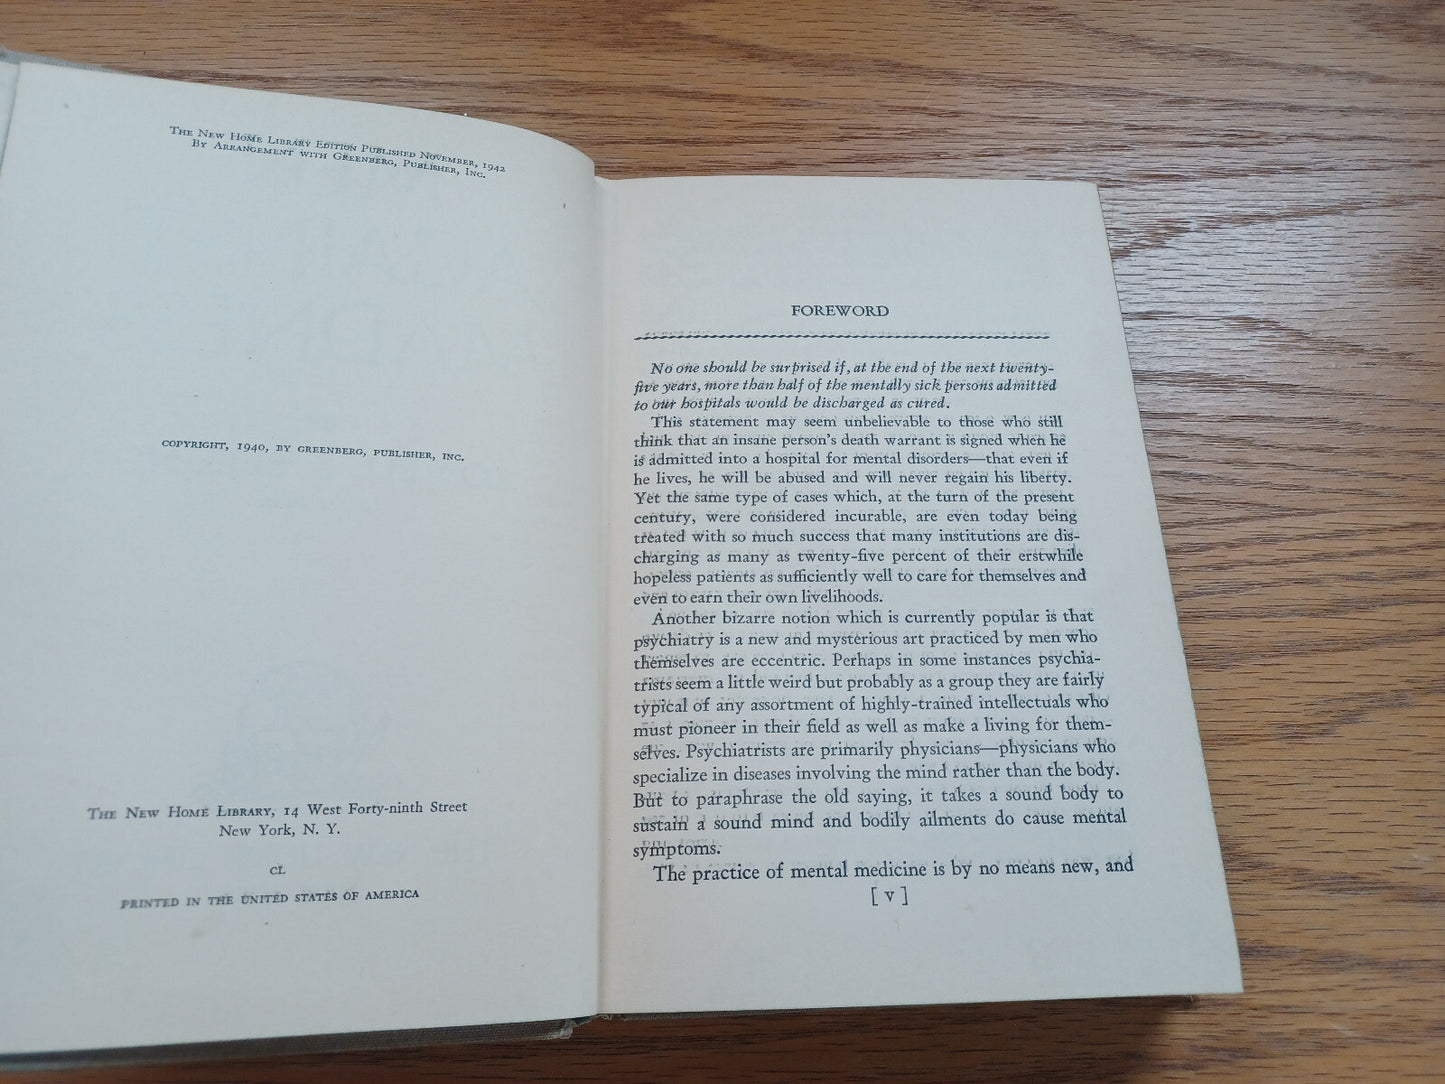 The New Home Library Edition Published November, 1942
By Arrangement with Greenberg, Publisher, Inc.
COPYRIGHT, 1940, BY GREENBERG, PUBLISHER, INC.
The New Home Library, 14 West Forty-ninth Street
New York, N. Y.
CL
PRINTED IN THE UNITED STATES OF AMERICA
FOREWORD
No one should be surprised if, at the end of the next twenty-
five years, more than half of the mentally sick persons admitted
to our hospitals would be discharged as cured.
This statement may seem unbelievable to those who still
think that an insane person's death warrant is signed when he
is admitted into a hospital for mental disorders—that even if
he lives, he will be abused and will never regain his liberty.
Yet the same type of cases which, at the turn of the present
century, were considered incurable, are even today being
treated with so much success that many institutions are dis-
charging as many as twenty-five percent of their erstwhile
hopeless patients as sufficiently well to care for themselves and
even to earn their own livelihoods.
Another bizarre notion which is currently popular is that
psychiatry is a new and mysterious art practiced by men who
themselves are eccentric. Perhaps in some instances psychia-
trists seem a little weird but probably as a group they are fairly
typical of any assortment of highly-trained intellectuals who
must pioneer in their field as well as make a living for them-
selves. Psychiatrists are primarily physicians—physicians who
specialize in diseases involving the mind rather than the body.
But to paraphrase the old saying, it takes a sound body to
sustain a sound mind and bodily ailments do cause mental
symptoms.
The practice of mental medicine is by no means new, and
[ v ]